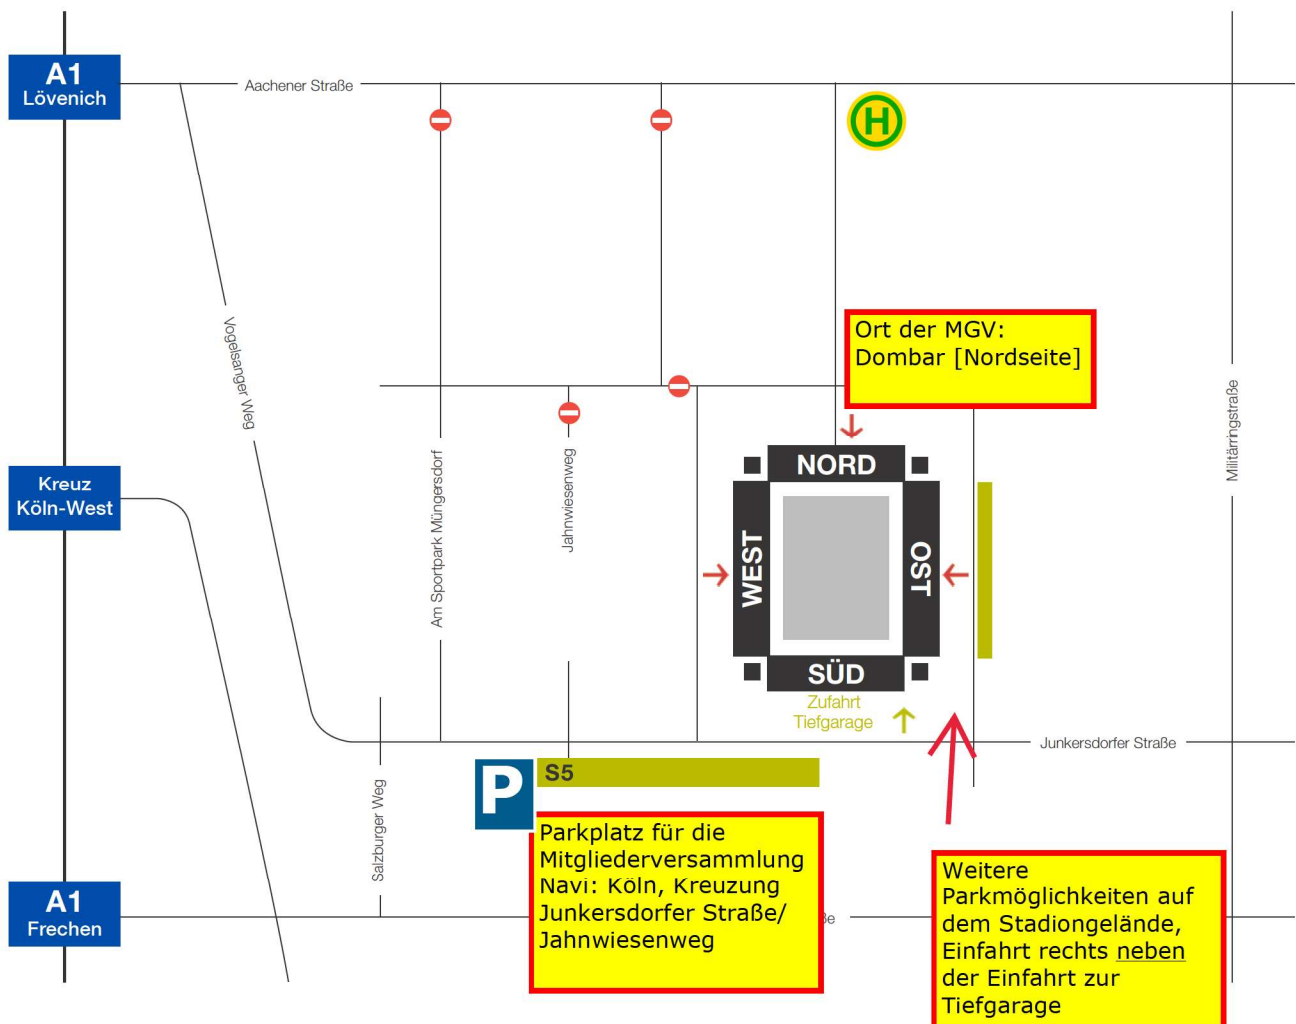 A1
Lövenich
Aachener Straße
H
Ort der MGV:
Dombar [Nordseite]
Vogelsanger Weg
Militärringstraße
Kreuz
Köln-West
Am Sportpark Müngersdorf
Jahnwiesenweg
NORD
WEST
OST
SÜD
Zufahrt
Tiefgarage
Junkersdorfer Straße
P
S5
Salzburger Weg
Parkplatz für die
Mitgliederversammlung
Navi: Köln, Kreuzung
Junkersdorfer Straße/
Jahnwiesenweg
Weitere
Parkmöglichkeiten auf
dem Stadiongelände,
Einfahrt rechts neben
der Einfahrt zur
Tiefgarage
A1
Frechen